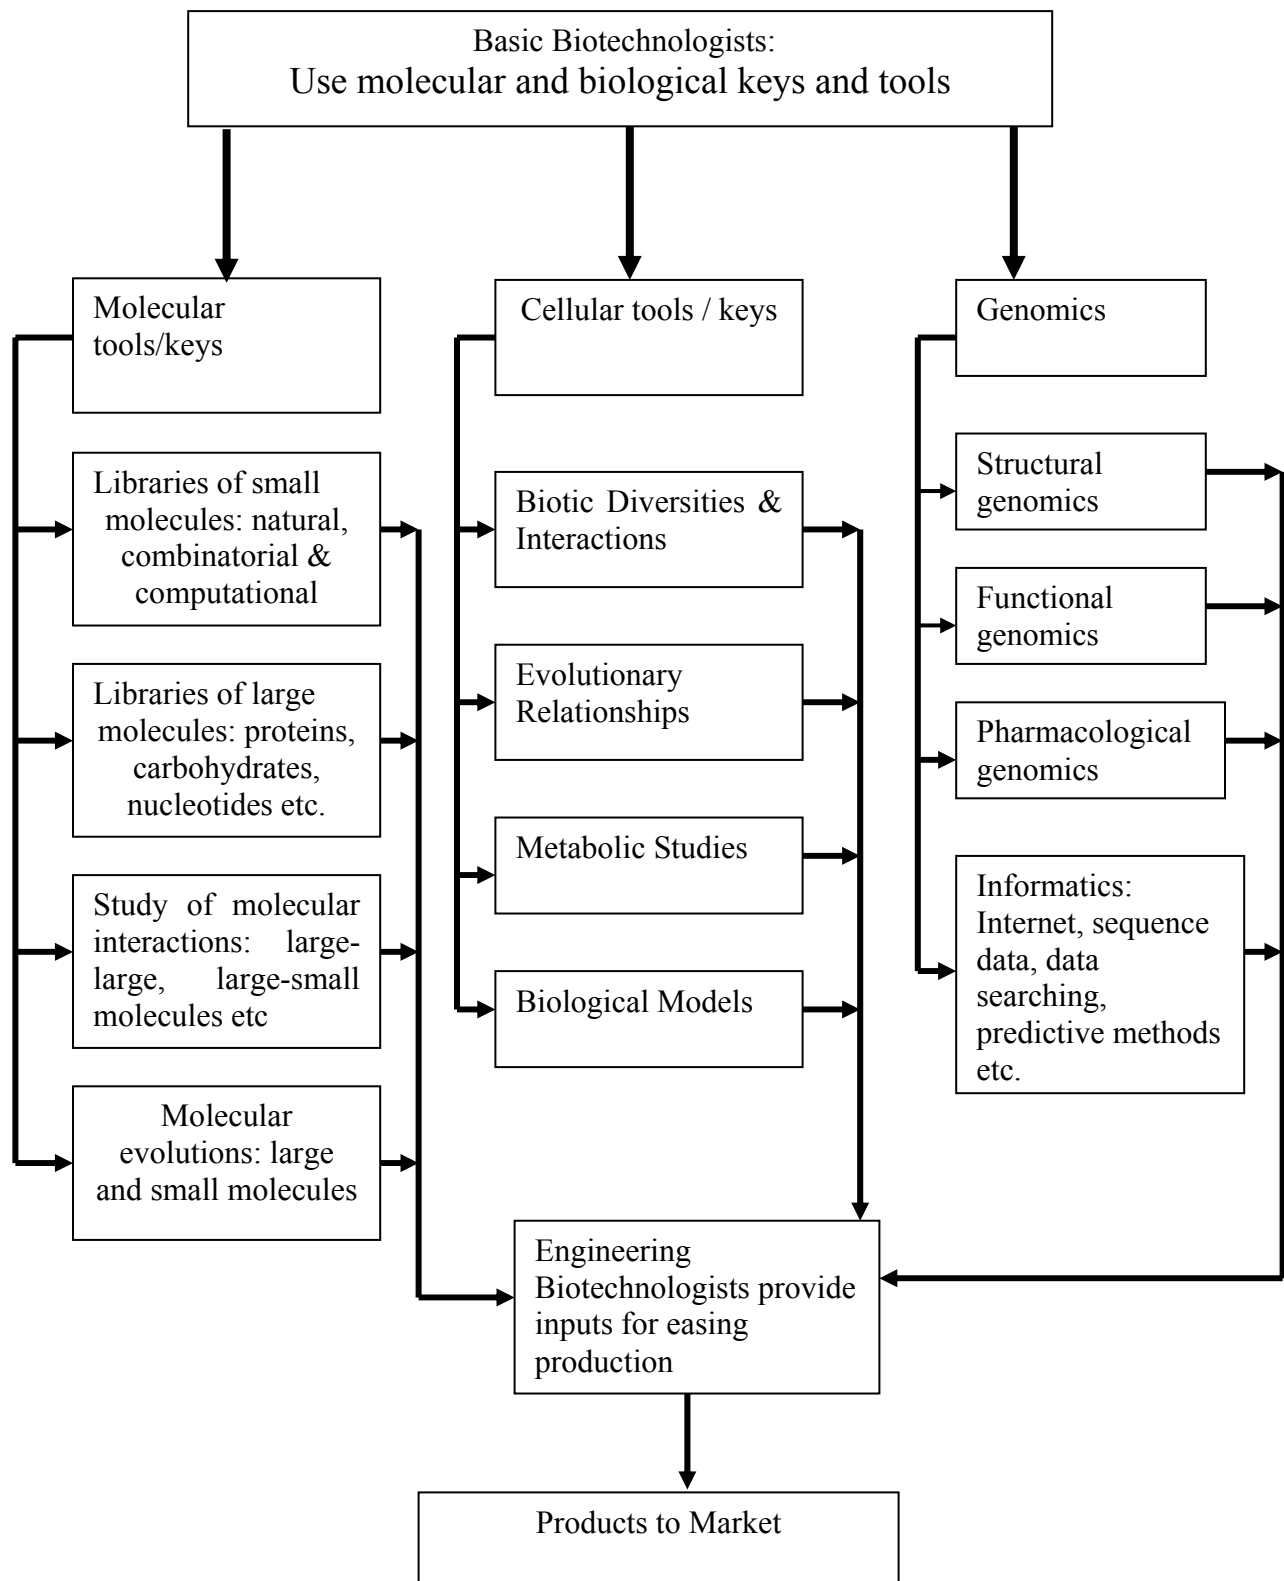 Basic Biotechnologists:
Use molecular and biological keys and tools
Molecular
tools/keys
Libraries of small
molecules: natural,
combinatorial &
computational
Libraries of large
molecules: proteins,
carbohydrates,
nucleotides etc.
Study of molecular
interactions: large-
large, large-small
molecules etc
Molecular
evolutions: large
and small molecules
Cellular tools / keys
Biotic Diversities &
Interactions
Evolutionary
Relationships
Metabolic Studies
Biological Models
Genomics
Structural
genomics
Functional
genomics
Pharmacological
genomics
Informatics:
Internet, sequence
data, data
searching,
predictive methods
etc.
Engineering
Biotechnologists provide
inputs for easing
production
Products to Market